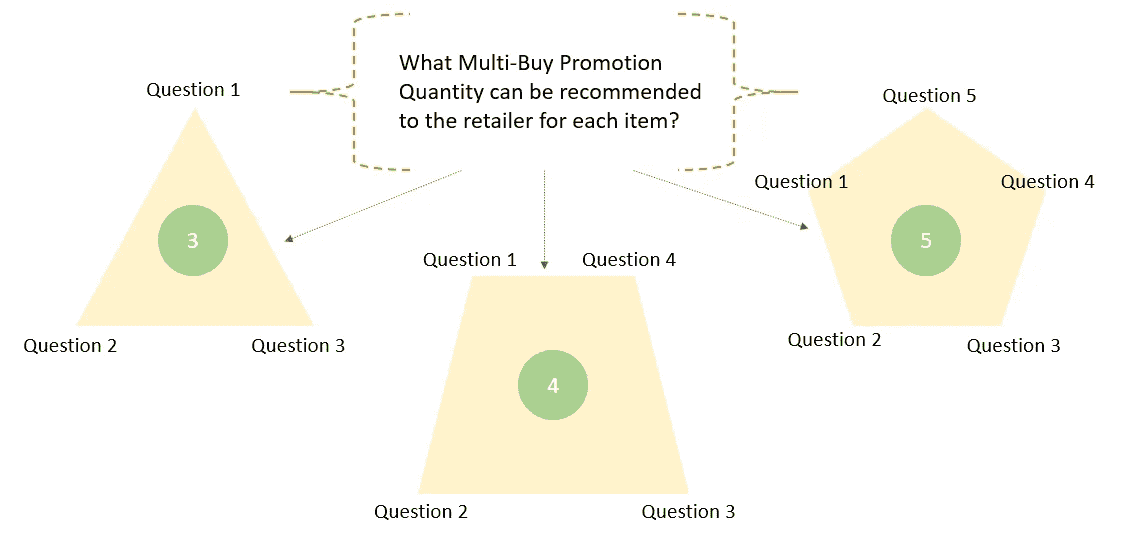 What Multi-Buy Promotion
Quantity can be recommended
to the retailer for each item?
Question 1
3
Question 2
Question 3
Question 1
Question 4
4
Question 2
Question 3
Question 5
Question 1
Question 4
5
Question 2
Question 3